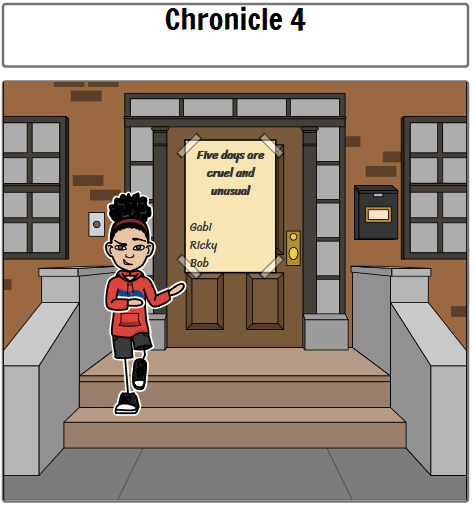 Chronicle 4
Five days are
cruel and
unusual
Gabi
Ricky
Bob